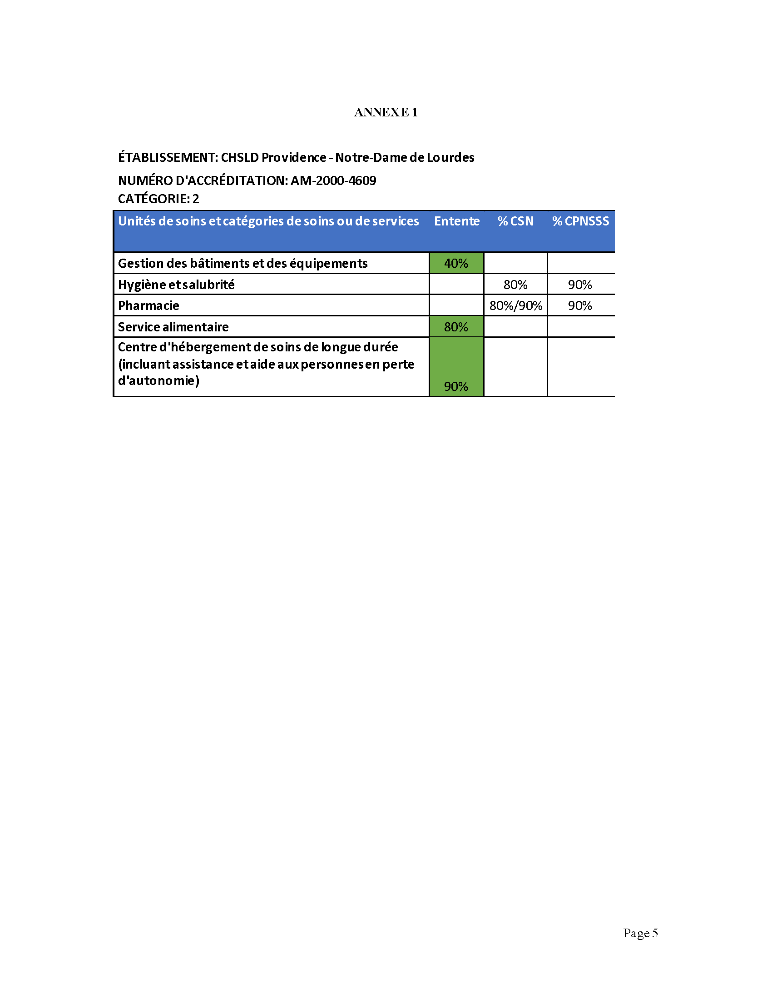 ANNEXE 1
ÉTABLISSEMENT: CHSLD Providence - Notre-Dame de Lourdes
NUMÉRO D'ACCRÉDITATION: AM-2000-4609
CATÉGORIE: 2
Unités de soins et catégories de soins ou de services Entente % CSN % CPNSSS
Gestion des bâtiments et des équipements 40%
Hygiène et salubrité 80% 90%
Pharmacie 80%/90% 90%
Service alimentaire 80%
Centre d'hébergement de soins de longue durée
(incluant assistance et aide aux personnes en perte
d'autonomie) 90%
Page 5